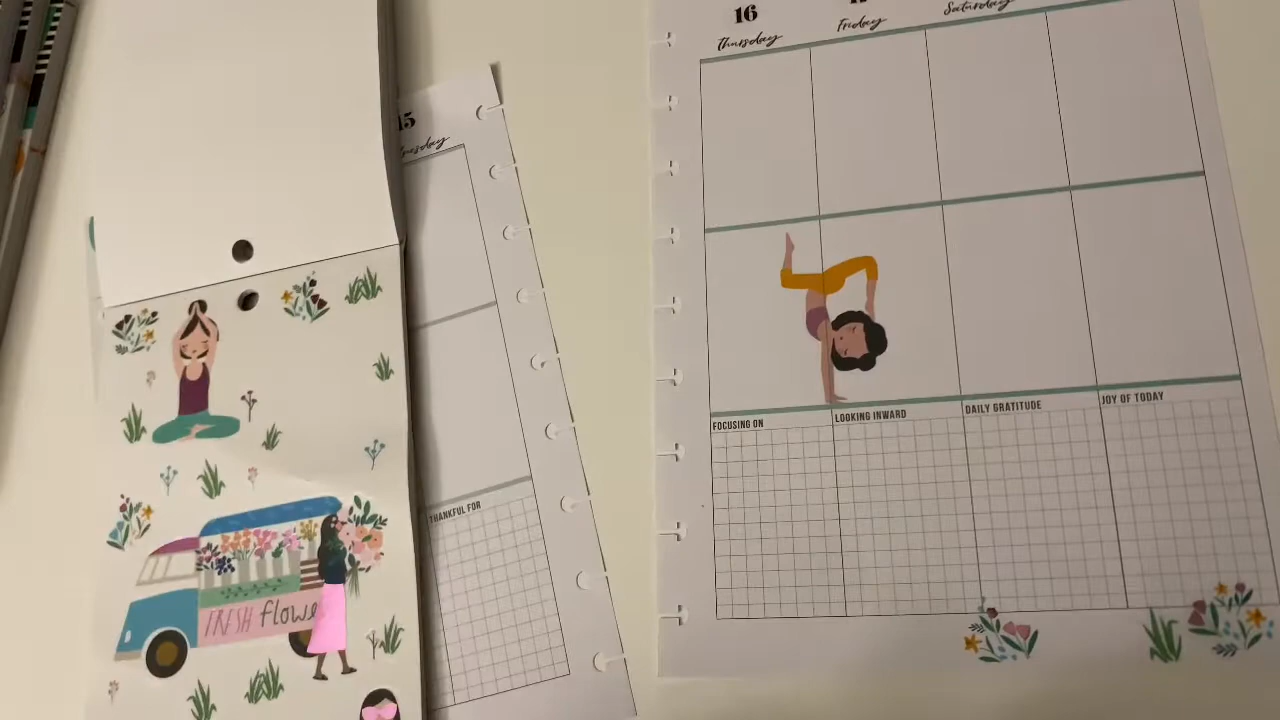 FRESH flowe
15
THANKFUL FOR
16
Thursday
Friday
Saturday
FOCUSING ON
LOOKING INWARD
DAILY GRATITUDE
JOY OF TODAY